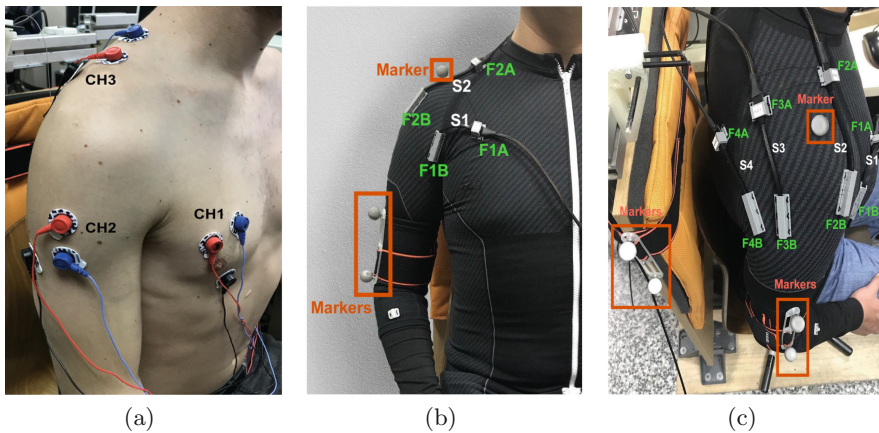 CH3
CH2
CH1
Marker
F2A
S2
F2B
S1
F1A
F1B
Markers
F2A
F3A
Marker
F4A
F1A
S4
S3
S2
S1
Markers
F4B
F3B
F2B
F1B
Markers
(a)
(b)
(c)